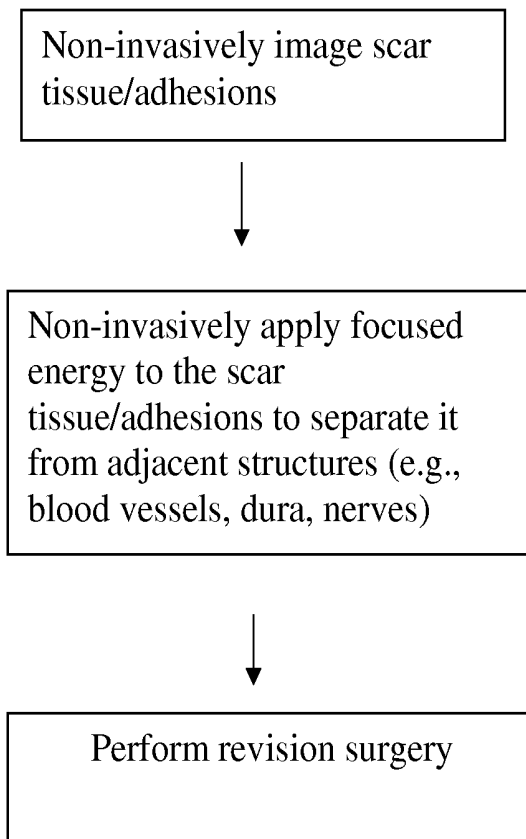 Non-invasively image scar
tissue/adhesions
Non-invasively apply focused
energy to the scar
tissue/adhesions to separate it
from adjacent structures (e.g.,
blood vessels, dura, nerves)
Perform revision surgery